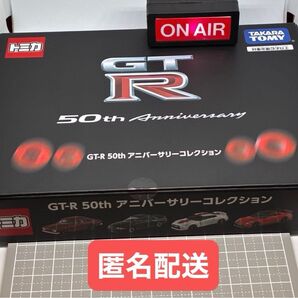 トミカ
ON AIR
TAKARA TOMY
GT
R
50th Anniversary
GT-R 50th アニバーサリーコレクション
トミカ
GT-R 50th アニバーサリーコレクション
匿名配送